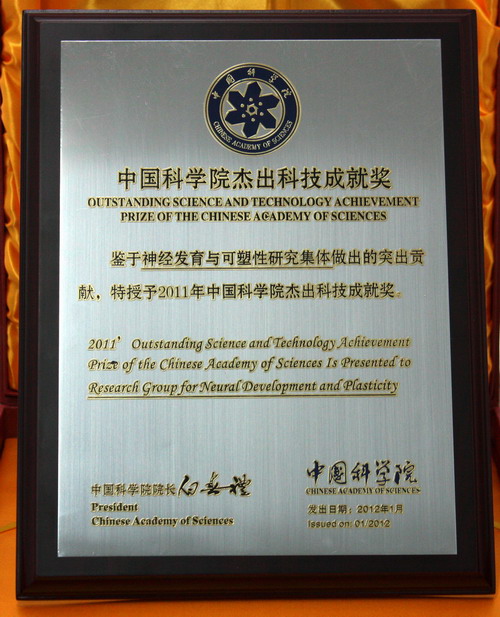 中国科学院
CHINESE ACADEMY OF SCIENCES
中国科学院杰出科技成就奖
OUTSTANDING SCIENCE AND TECHNOLOGY ACHIEVEMENT
PRIZE OF THE CHINESE ACADEMY OF SCIENCES
鉴于神经发育与可塑性研究集体做出的突出贡
献，特授予2011年中国科学院杰出科技成就奖。
2011' Outstanding Science and Technology Achievement
Prize of the Chinese Academy of Sciences Is Presented to
Research Group for Neural Development and Plasticity
中国科学院院长 白春禮
President
Chinese Academy of Sciences
中國科学院
CHINESE ACADEMY OF SCIENCES
发出日期：2012年1月
Issued on: 01/2012